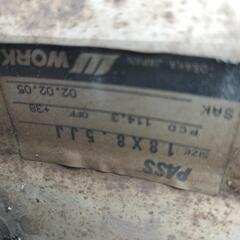 OSAKA JAPAN
WORK
PASS
SIZE 18X8.5JJ
PCD 114.3 OFF +38
SAK 02.02.05